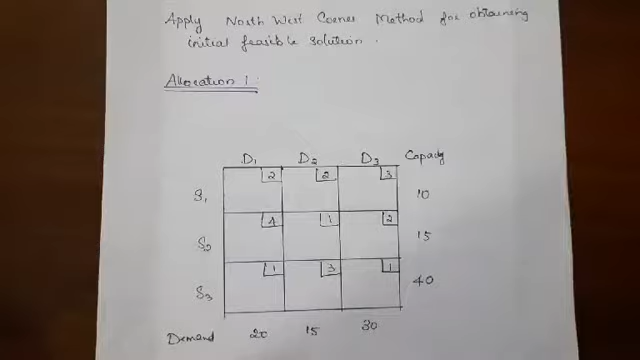 Apply North West Corner Method for obtaining
initial feasible solution.
Allocation 1:
D1 D2 D3 Capacity
2 2 3
S1 10
4 1 2
S2 15
1 3 1
S3 40
Demand 20 15 30